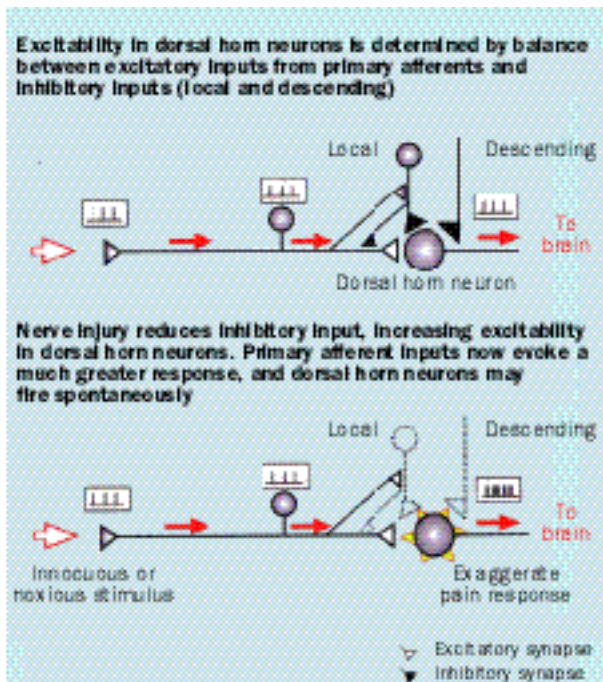 Excitability in dorsal horn neurons is determined by balance
between excitatory inputs from primary afferents and
inhibitory inputs (local and descending)
Local
Descending
To
brain
Dorsal horn neuron
Nerve injury reduces inhibitory input, increasing excitability
in dorsal horn neurons. Primary afferent inputs now evoke a
much greater response, and dorsal horn neurons may
fire spontaneously
Local
Descending
To
brain
Innocuous or
noxious stimulus
Exaggerate
pain response
Excitatory synapse
Inhibitory synapse